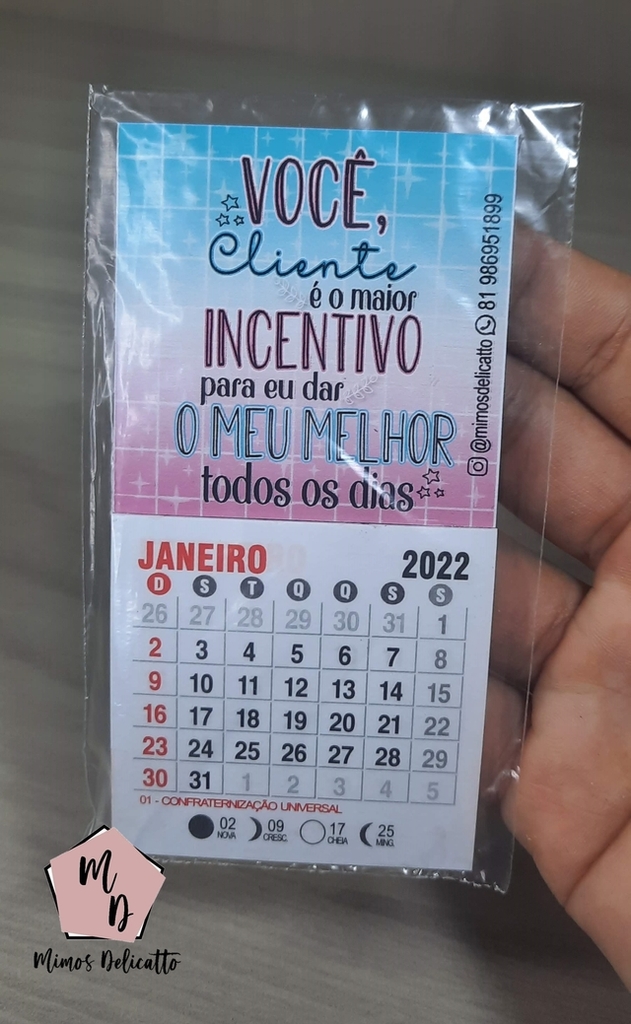 VOCÊ,
Cliente
é o maior
INCENTIVO
para eu dar
O MEU MELHOR
todos os dias
@mimosdelicatto 81 986951899
JANEIRO 2022
D S T Q Q S S
26 27 28 29 30 31 1
2 3 4 5 6 7 8
9 10 11 12 13 14 15
16 17 18 19 20 21 22
23 24 25 26 27 28 29
30 31 1 2 3 4 5
01 - CONFRATERNIZAÇÃO UNIVERSAL
02 NOVA 09 CRESC. 17 CHEIA 25 MING.
M
D
Mimos Delicatto